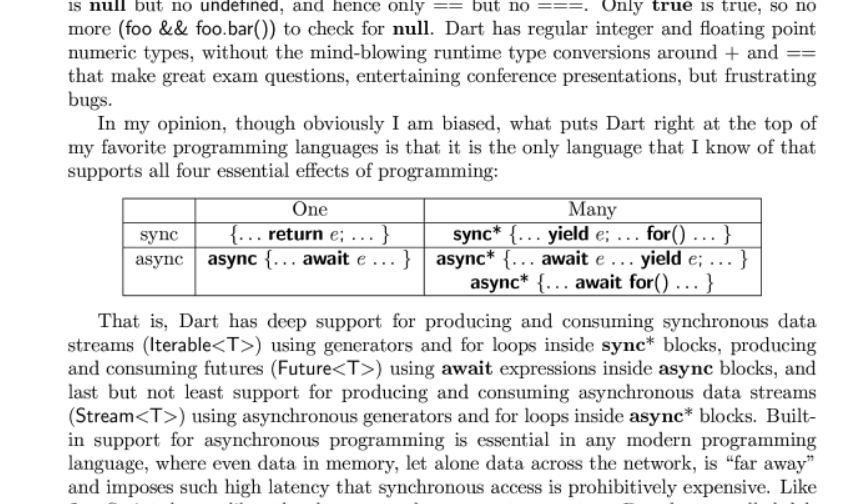 is null but no undefined, and hence only == but no ===. Only true is true, so no
more (foo && foo.bar()) to check for null. Dart has regular integer and floating point
numeric types, without the mind-blowing runtime type conversions around + and ==
that make great exam questions, entertaining conference presentations, but frustrating
bugs.
In my opinion, though obviously I am biased, what puts Dart right at the top of
my favorite programming languages is that it is the only language that I know of that
supports all four essential effects of programming:
One Many
sync {... return e; ... } sync* {... yield e; ... for() ... }
async async {... await e ... } async* {... await e ... yield e; ... }
async* {... await for() ... }
That is, Dart has deep support for producing and consuming synchronous data
streams (Iterable<T>) using generators and for loops inside sync* blocks, producing
and consuming futures (Future<T>) using await expressions inside async blocks, and
last but not least support for producing and consuming asynchronous data streams
(Stream<T>) using asynchronous generators and for loops inside async* blocks. Built-
in support for asynchronous programming is essential in any modern programming
language, where even data in memory, let alone data across the network, is “far away”
and imposes such high latency that synchronous access is prohibitively expensive. Like